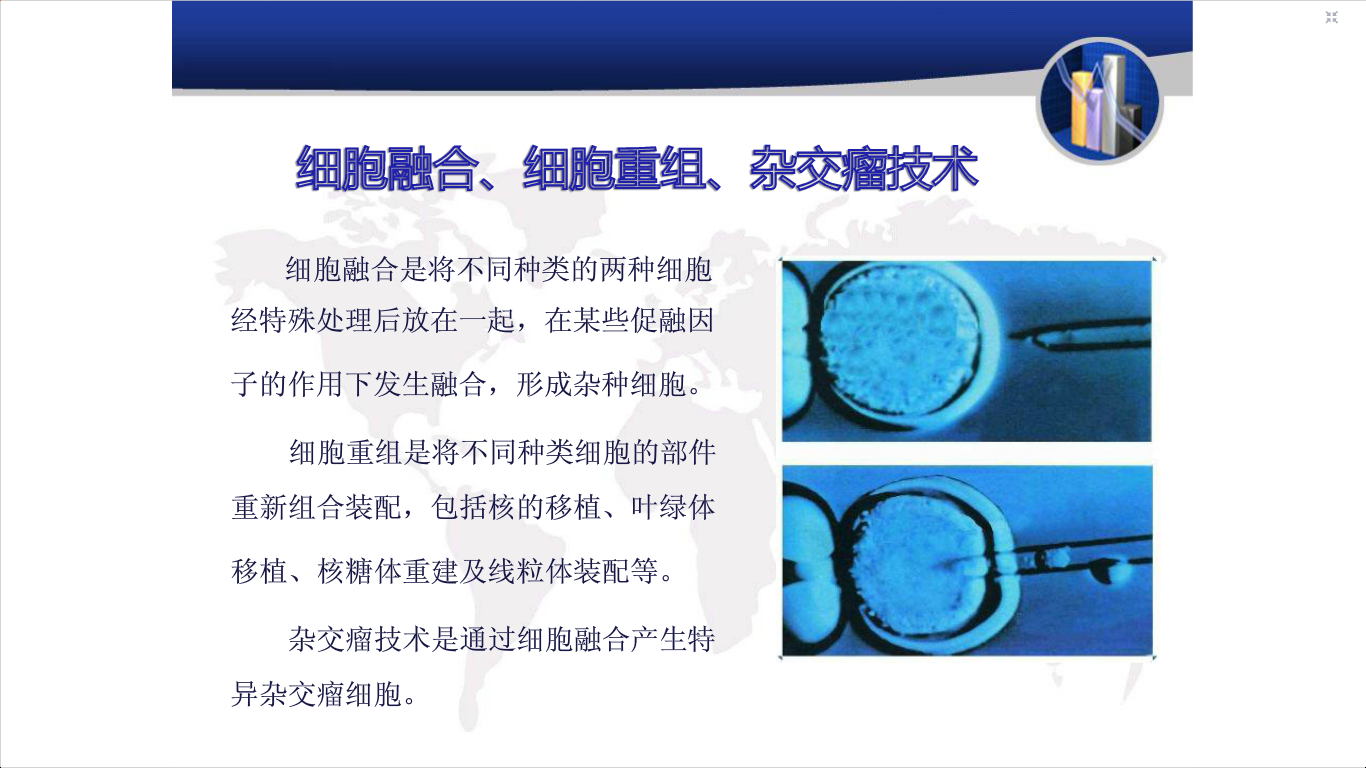 细胞融合、细胞重组、杂交瘤技术
细胞融合是将不同种类的两种细胞
经特殊处理后放在一起，在某些促融因
子的作用下发生融合，形成杂种细胞。
细胞重组是将不同种类细胞的部件
重新组合装配，包括核的移植、叶绿体
移植、核糖体重建及线粒体装配等。
杂交瘤技术是通过细胞融合产生特
异杂交瘤细胞。